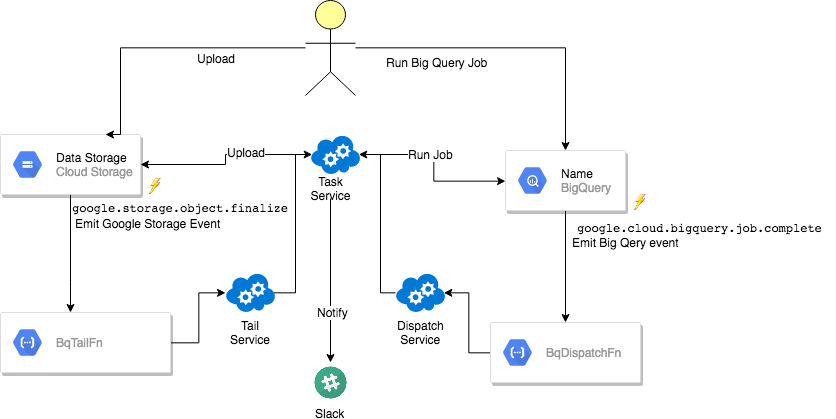 Upload
Run Big Query Job
Data Storage
Cloud Storage
Upload
Task
Service
Run Job
Name
BigQuery
google.storage.object.finalize
Emit Google Storage Event
google.cloud.bigquery.job.complete
Emit Big Qery event
BqTailFn
Tail
Service
Notify
Dispatch
Service
BqDispatchFn
Slack